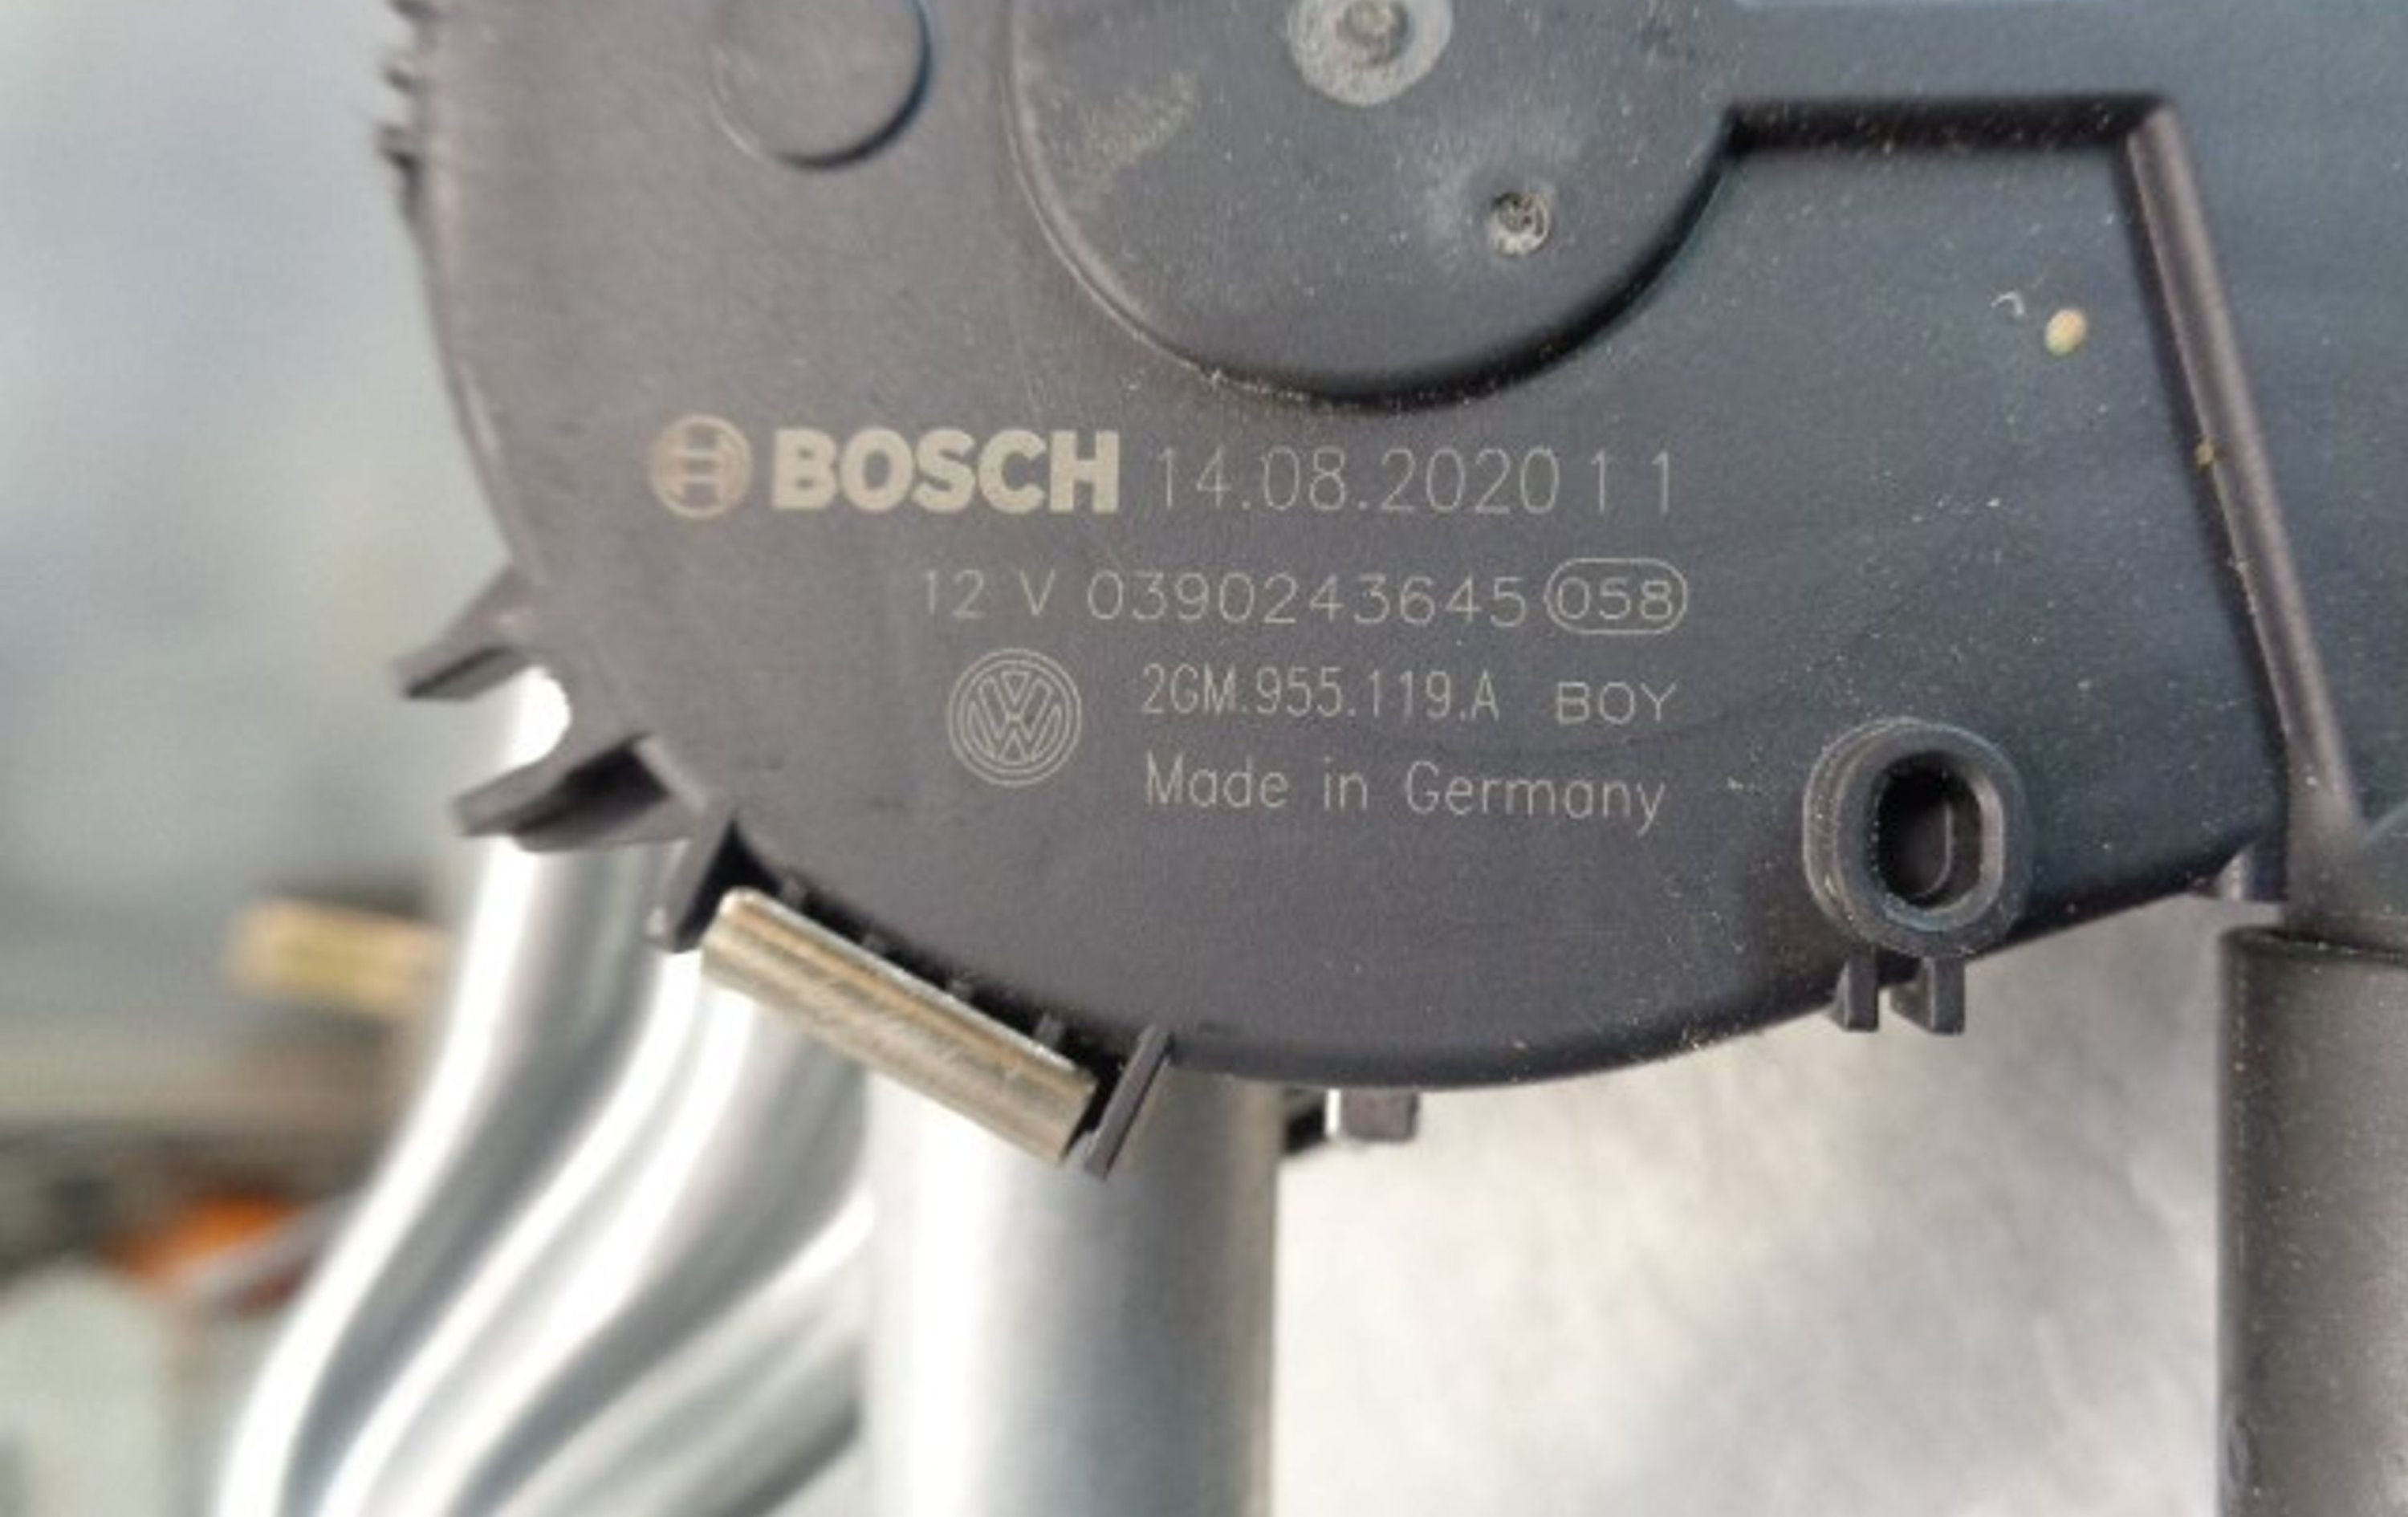 BOSCH 14.08.2020 1 1
12 V 0390243645 058
2GM.955.119.A BOY
Made in Germany